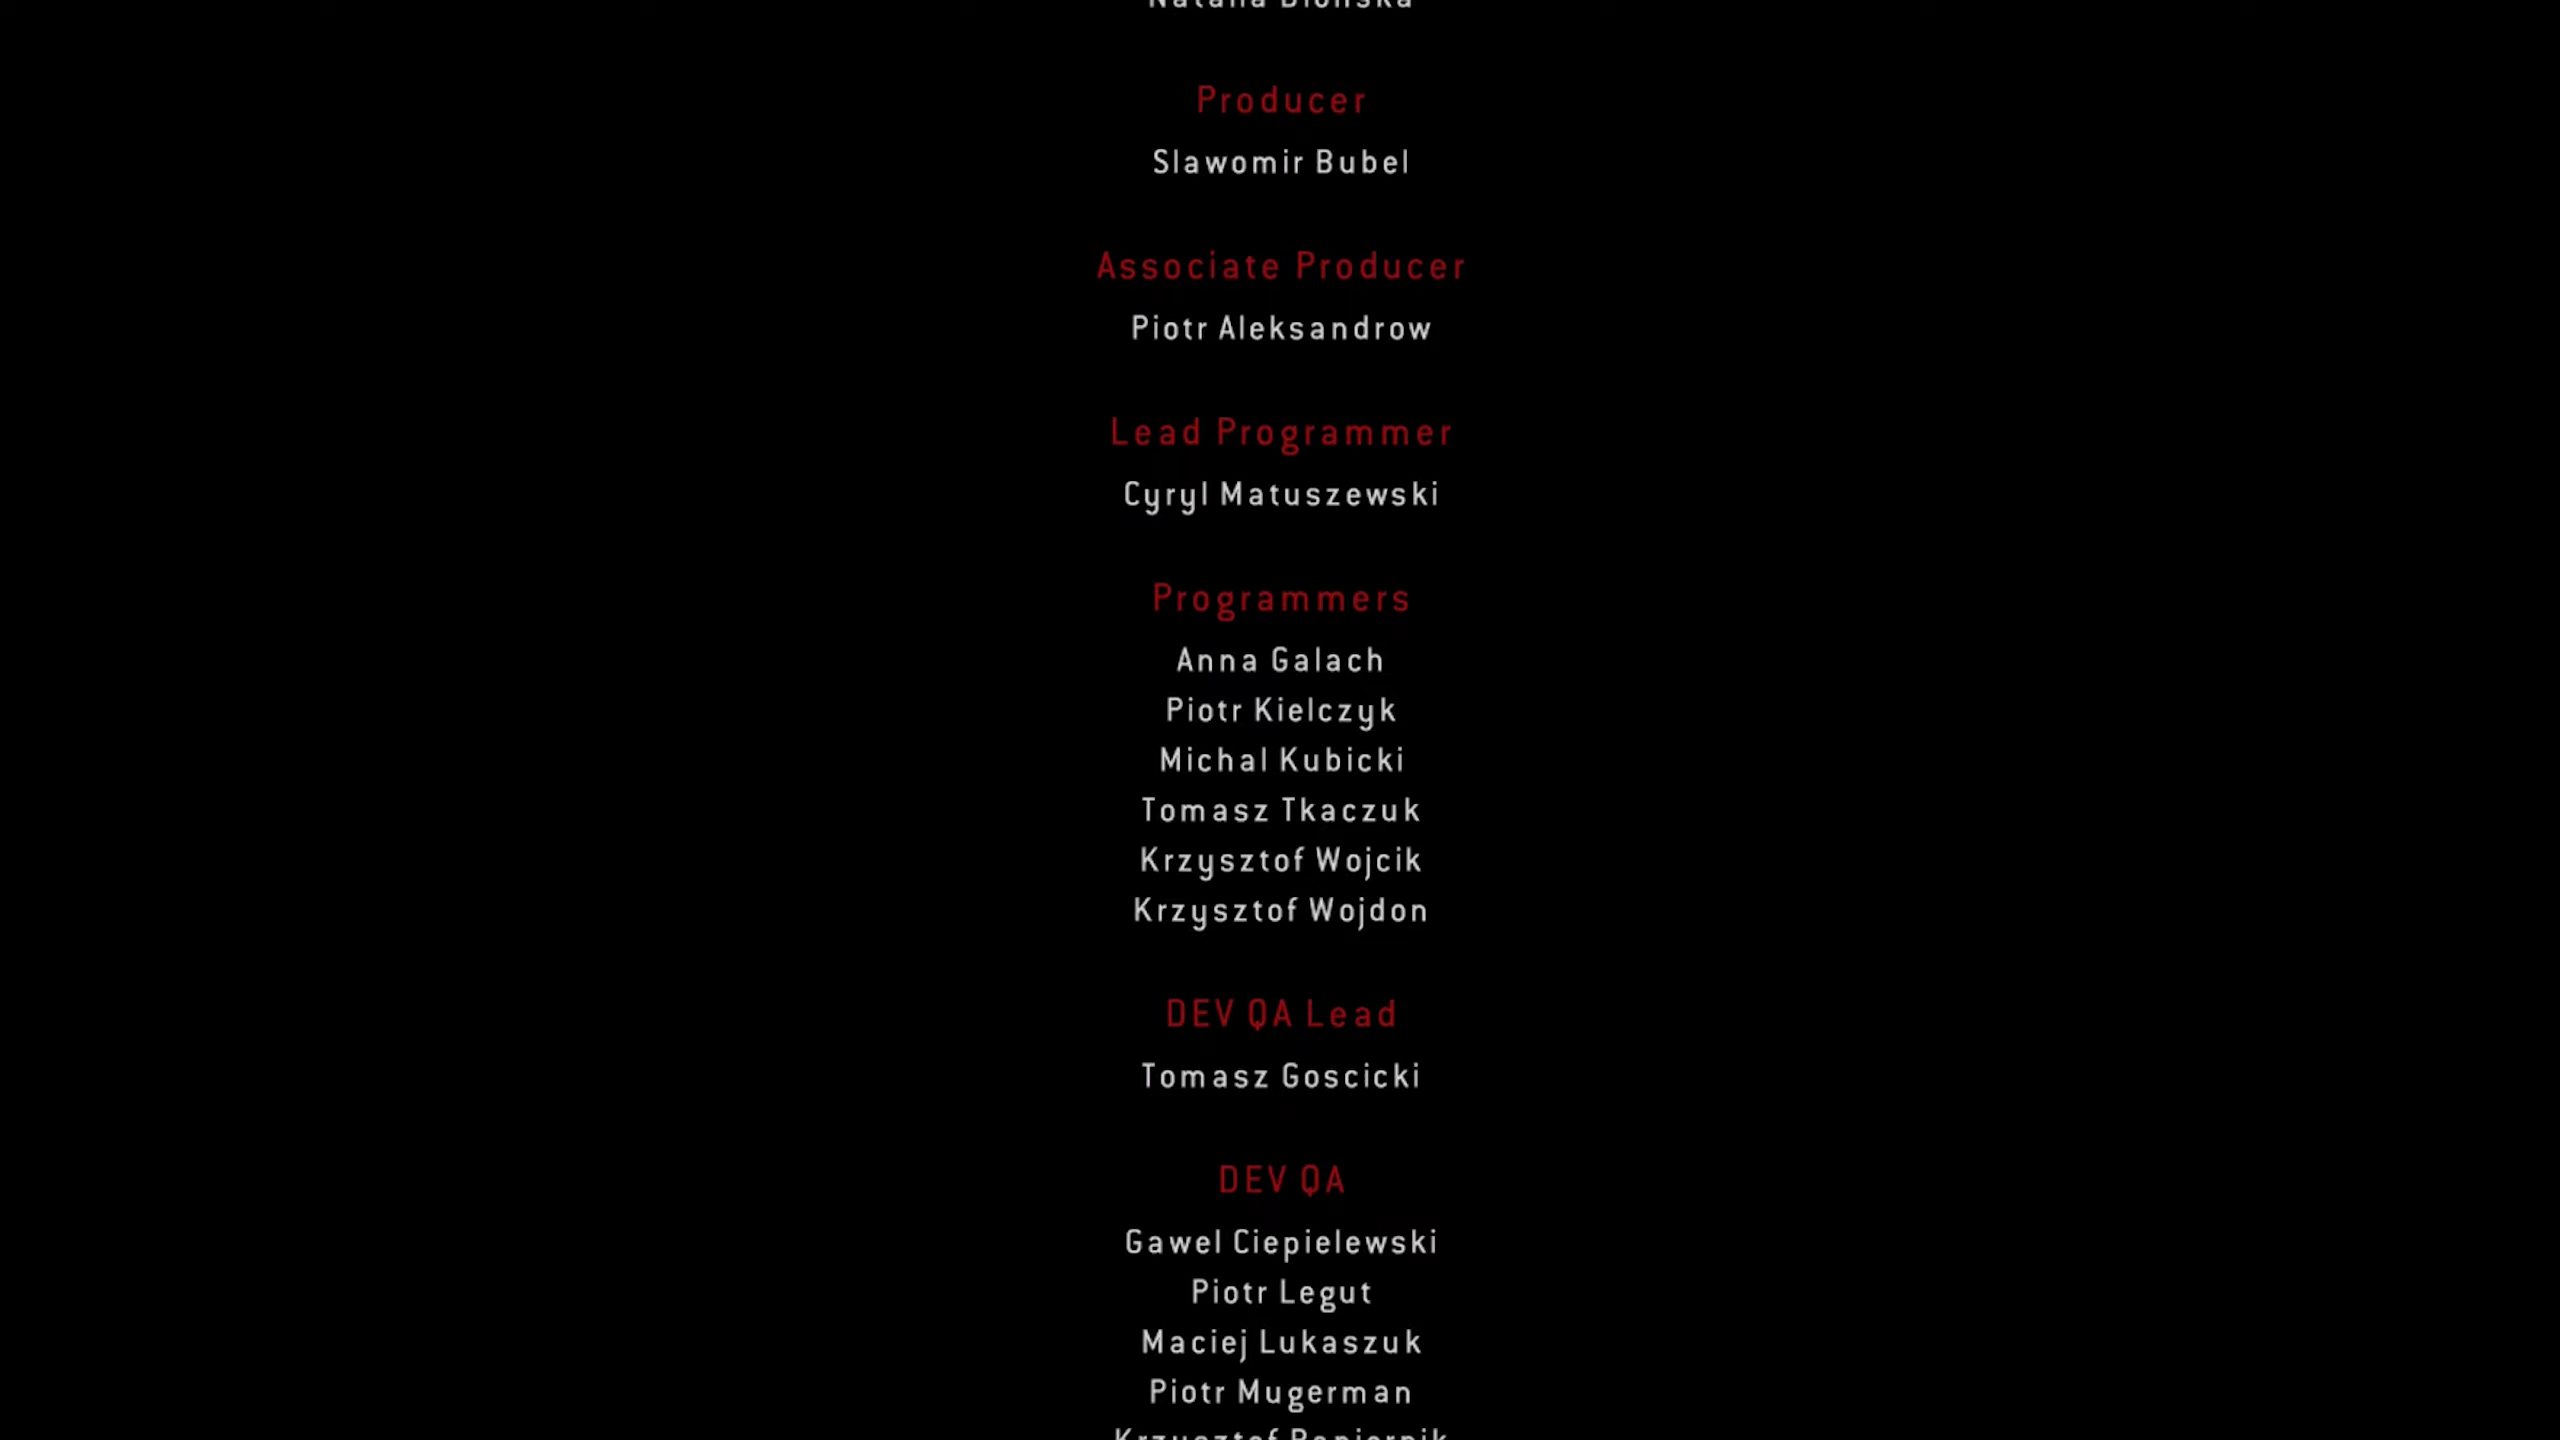 Producer
Slawomir Bubel
Associate Producer
Piotr Aleksandrow
Lead Programmer
Cyryl Matuszewski
Programmers
Anna Galach
Piotr Kielczyk
Michal Kubicki
Tomasz Tkaczuk
Krzysztof Wojcik
Krzysztof Wojdon
DEV QA Lead
Tomasz Goscicki
DEV QA
Gawel Ciepielewski
Piotr Legut
Maciej Lukaszuk
Piotr Mugerman
Krzysztof